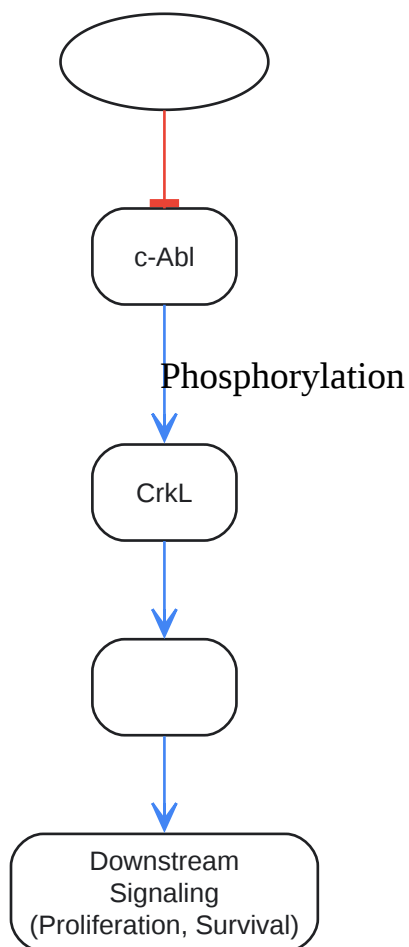 c-Abl
Phosphorylation
CrkL
Downstream
Signaling
(Proliferation, Survival)